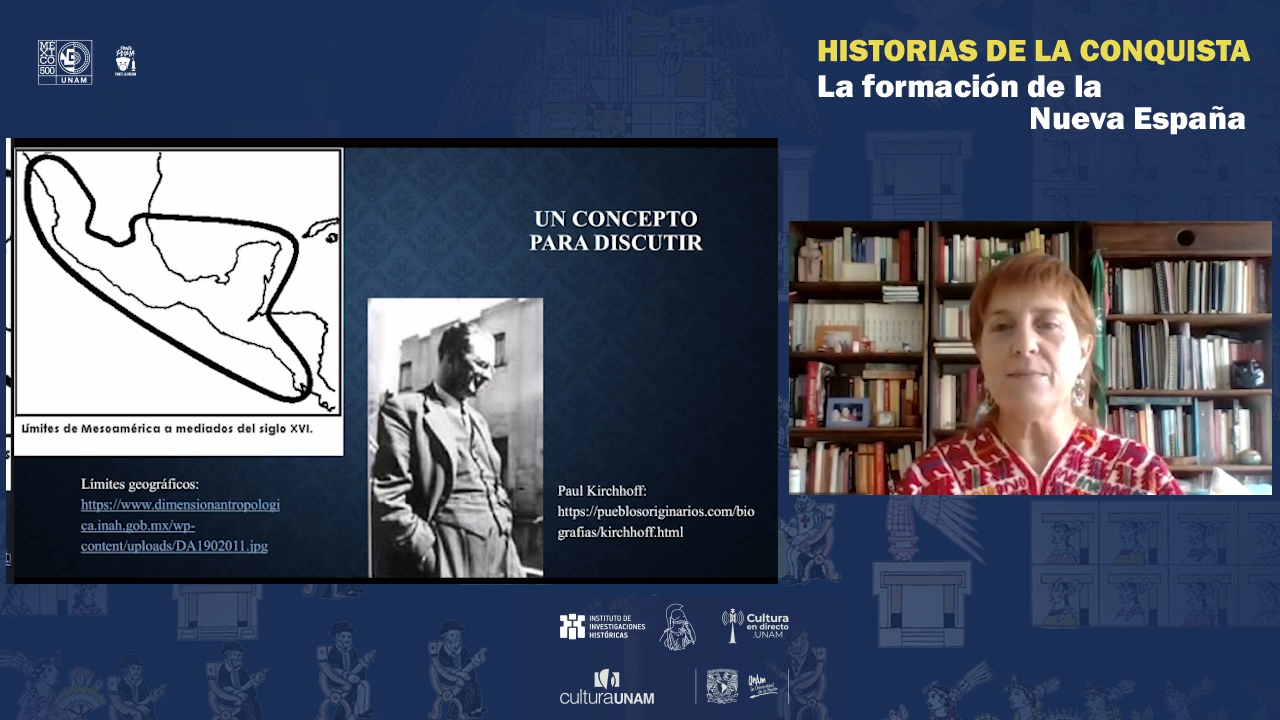 MÉXICO
500
UNAM
HISTORIAS DE LA CONQUISTA
La formación de la
Nueva España
UN CONCEPTO
PARA DISCUTIR
Límites de Mesoamérica a mediados del siglo XVI.
Límites geográficos:
https://www.dimensionantropologi
ca.inah.gob.mx/wp-
content/uploads/DA1902011.jpg
Paul Kirchhoff:
https://pueblosoriginarios.com/bio
grafias/kirchhoff.html
INSTITUTO DE
INVESTIGACIONES
HISTÓRICAS
Cultura
en directo
.UNAM
culturaUNAM